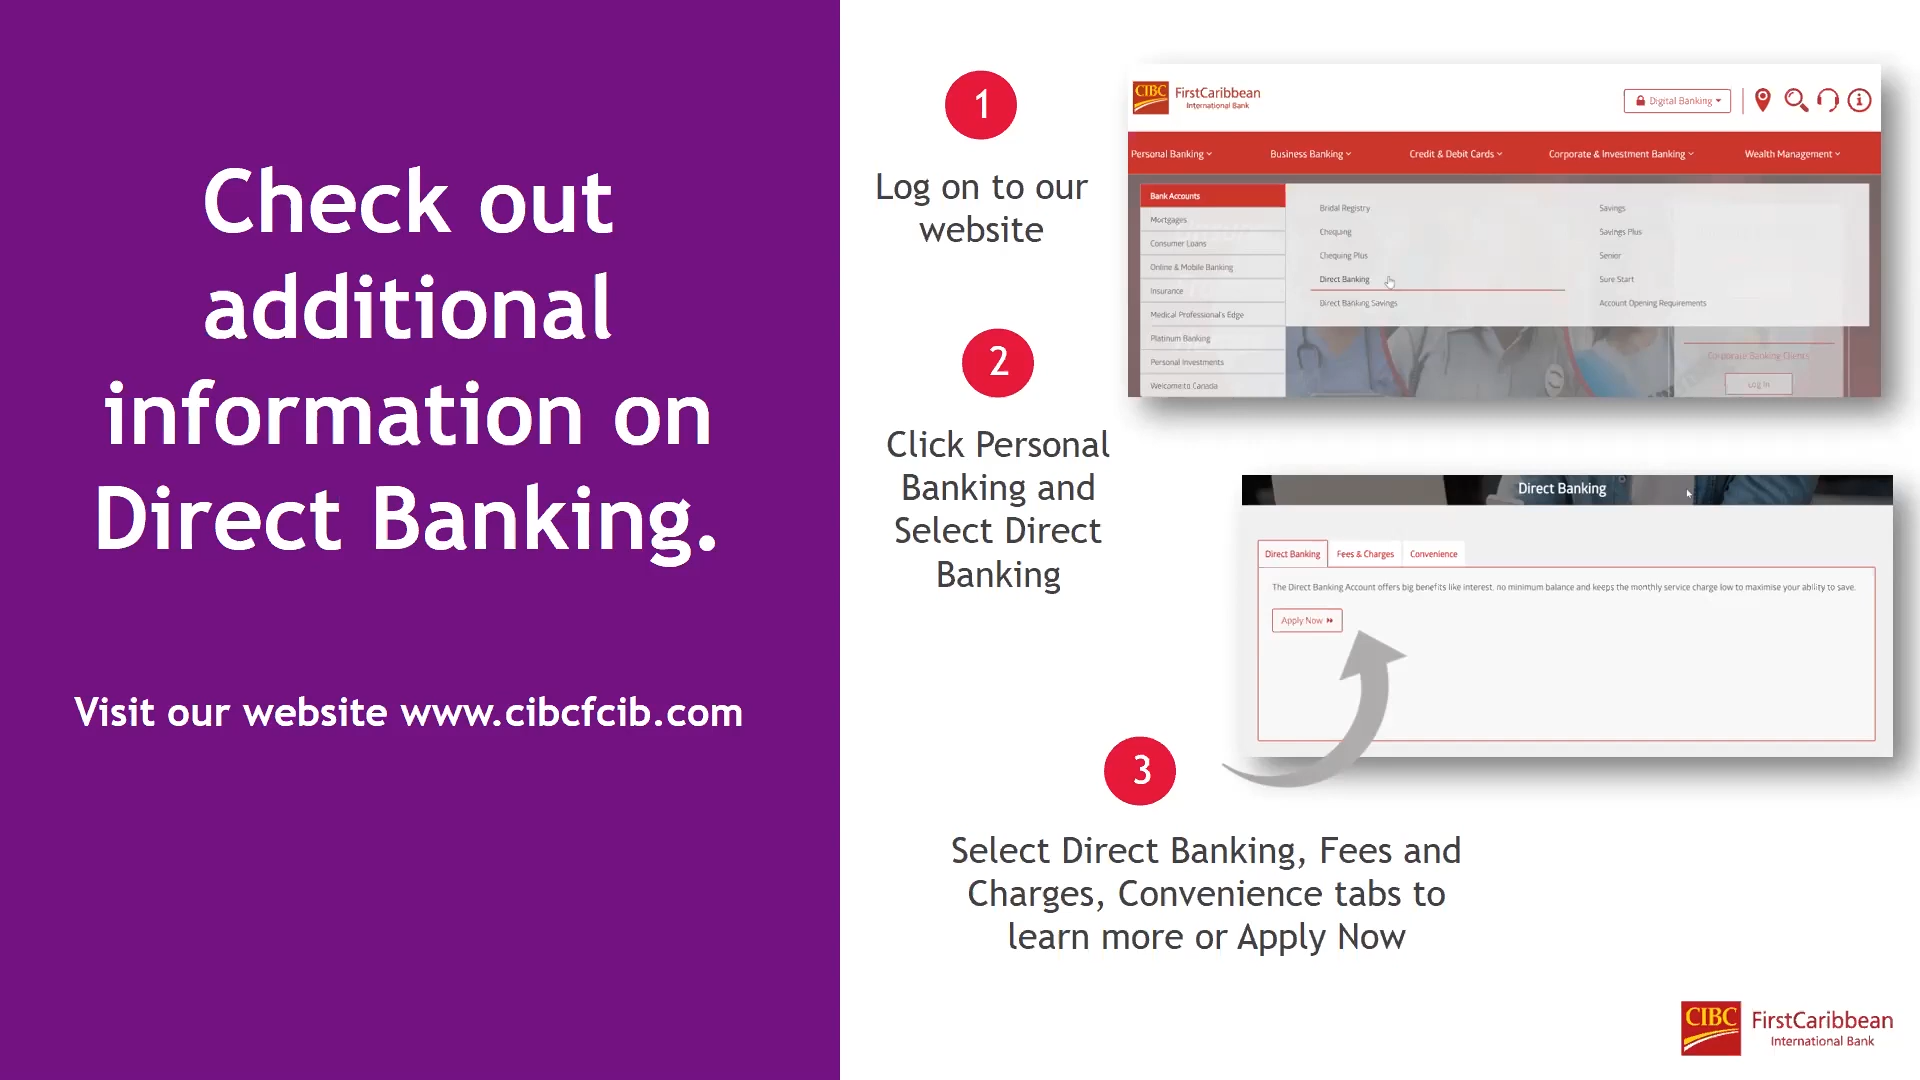 Check out
additional
information on
Direct Banking.
Visit our website www.cibcfcib.com
1
Log on to our
website
2
Click Personal
Banking and
Select Direct
Banking
3
Select Direct Banking, Fees and
Charges, Convenience tabs to
learn more or Apply Now
CIBC FirstCaribbean
International Bank
Digital Banking
Personal Banking Business Banking Credit & Debit Cards Corporate & Investment Banking Wealth Management
Bank Accounts
Mortgages
Consumer Loans
Online & Mobile Banking
Insurance
Medical Professional's Edge
Platinum Banking
Personal Investments
Welcome to Canada
Bridal Registry
Chequing
Chequing Plus
Direct Banking
Direct Banking Savings
Savings
Savings Plus
Senior
Sure Start
Account Opening Requirements
Corporate Banking Clients
Log In
Direct Banking
Direct Banking Fees & Charges Convenience
The Direct Banking Account offers big benefits like interest, no minimum balance and keeps the monthly service charge low to maximise your ability to save.
Apply Now
CIBC FirstCaribbean
International Bank